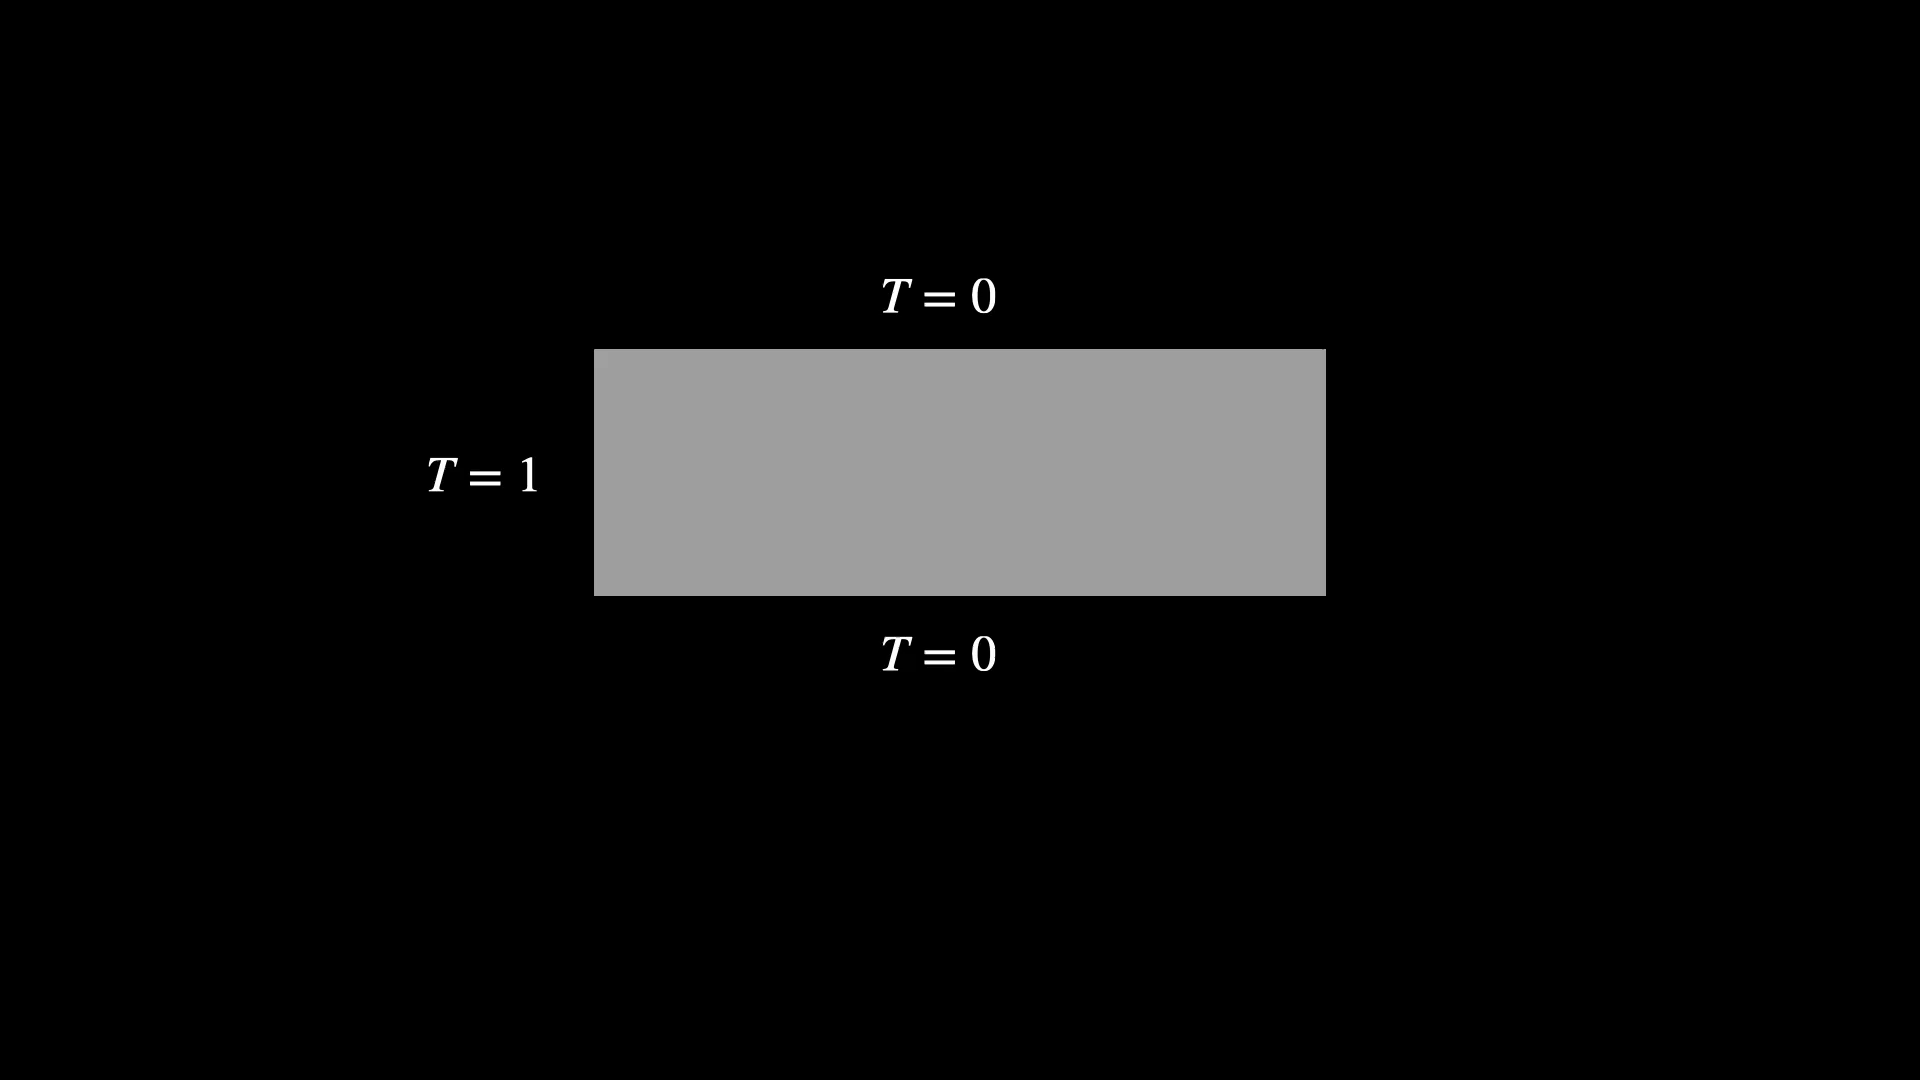 T = 0
T = 1
T = 0